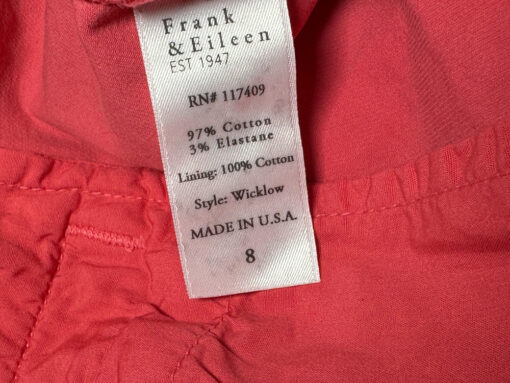 Frank
& Eileen
EST 1947
RN# 117409
97% Cotton
3% Elastane
Lining: 100% Cotton
Style: Wicklow
MADE IN U.S.A.
8